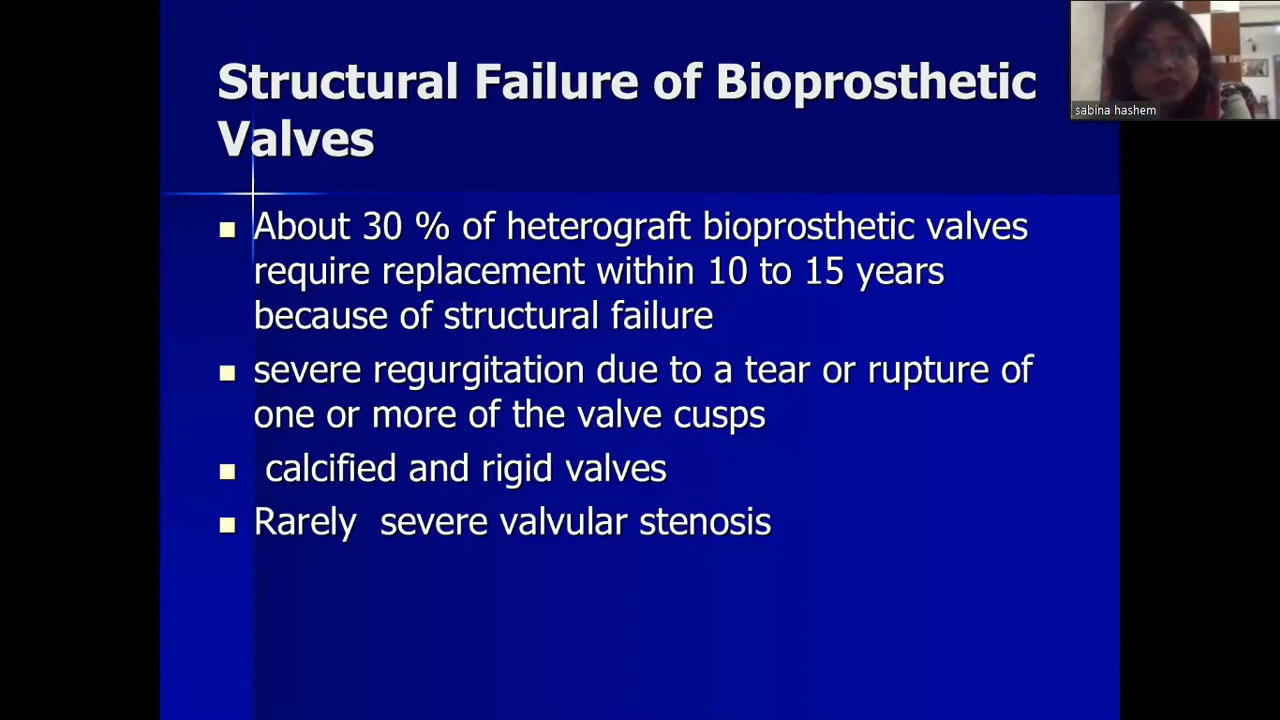 Structural Failure of Bioprosthetic
Valves
About 30 % of heterograft bioprosthetic valves
require replacement within 10 to 15 years
because of structural failure
severe regurgitation due to a tear or rupture of
one or more of the valve cusps
calcified and rigid valves
Rarely severe valvular stenosis
sabina hashem